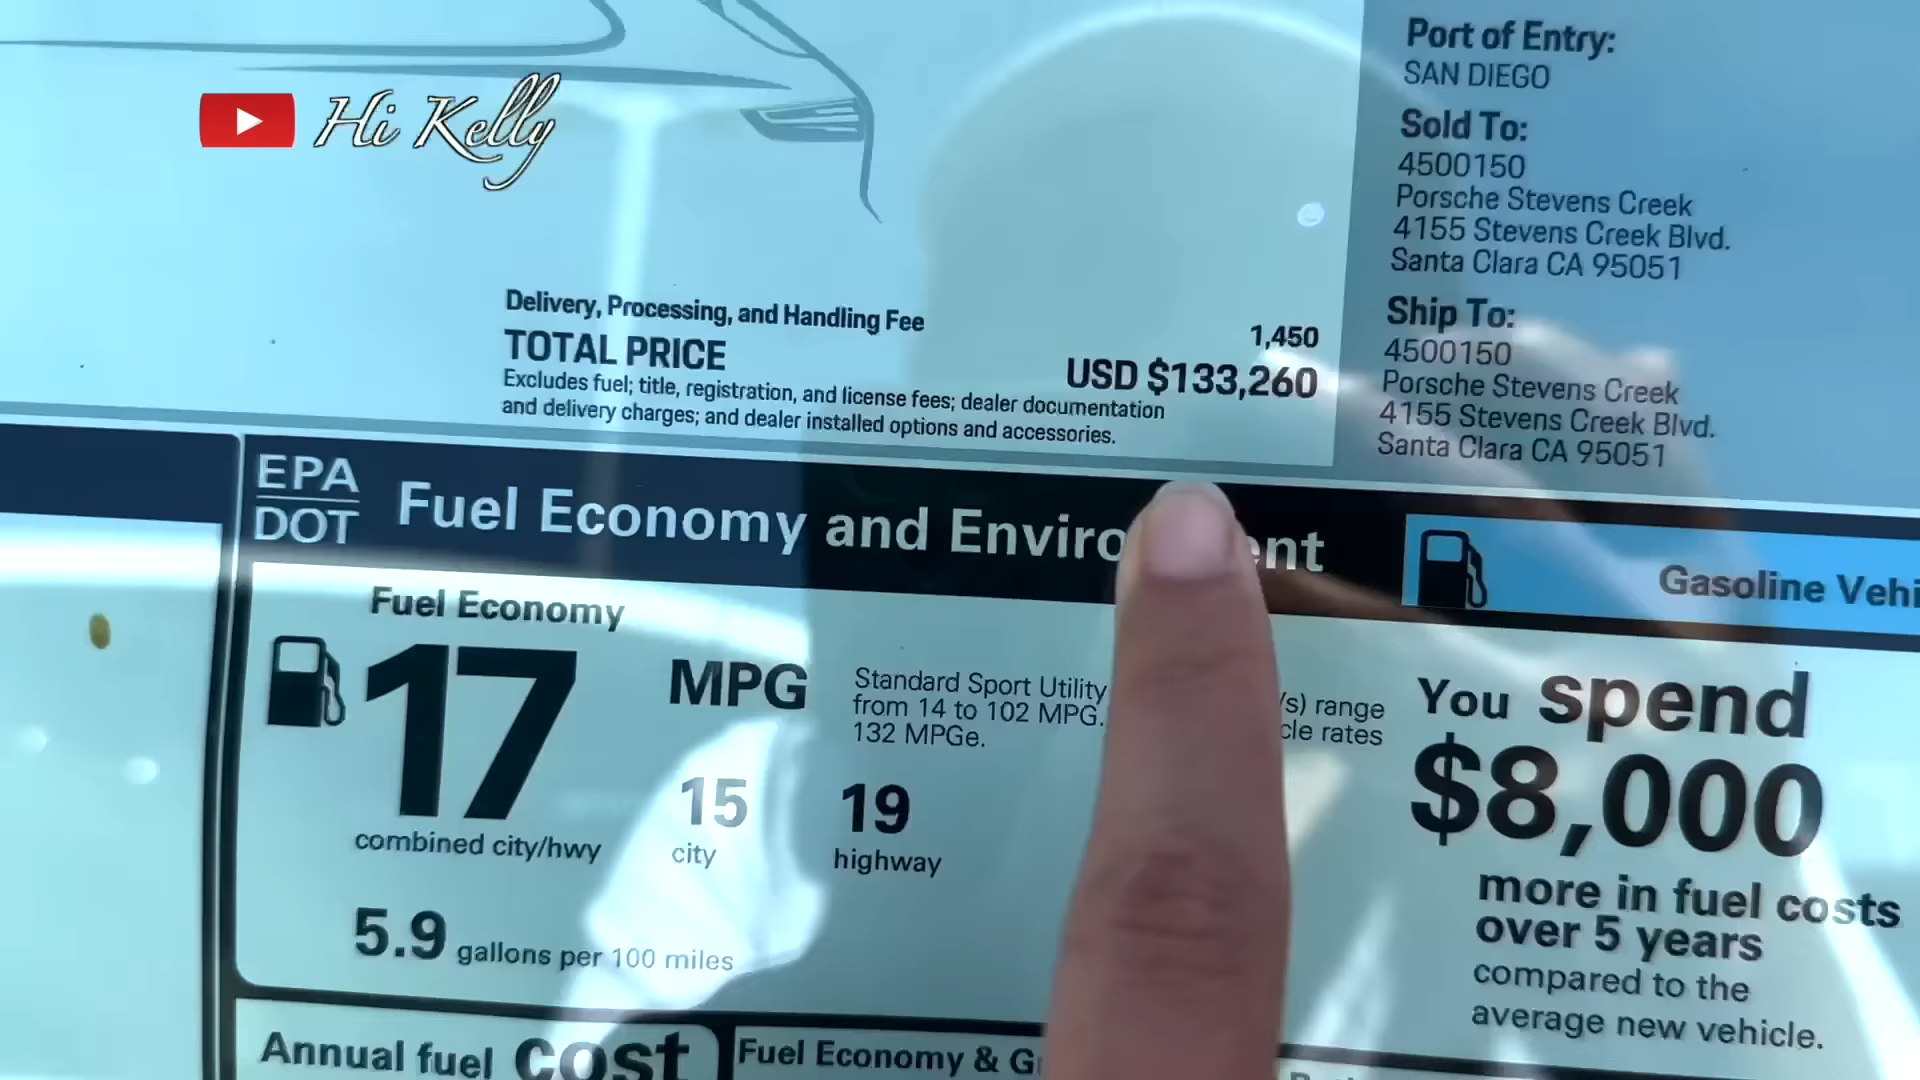 Hi Kelly
Delivery, Processing, and Handling Fee 1,450
TOTAL PRICE USD $133,260
Excludes fuel; title, registration, and license fees; dealer documentation
and delivery charges; and dealer installed options and accessories.
Port of Entry:
SAN DIEGO
Sold To:
4500150
Porsche Stevens Creek
4155 Stevens Creek Blvd.
Santa Clara CA 95051
Ship To:
4500150
Porsche Stevens Creek
4155 Stevens Creek Blvd.
Santa Clara CA 95051
EPA
DOT
Fuel Economy and Enviro nt
Gasoline Vehi
Fuel Economy
17 MPG
combined city/hwy
15
city
19
highway
Standard Sport Utility /s) range
from 14 to 102 MPG. cle rates
132 MPGe.
5.9 gallons per 100 miles
You spend
$8,000
more in fuel costs
over 5 years
compared to the
average new vehicle.
Annual fuel cost
Fuel Economy & G